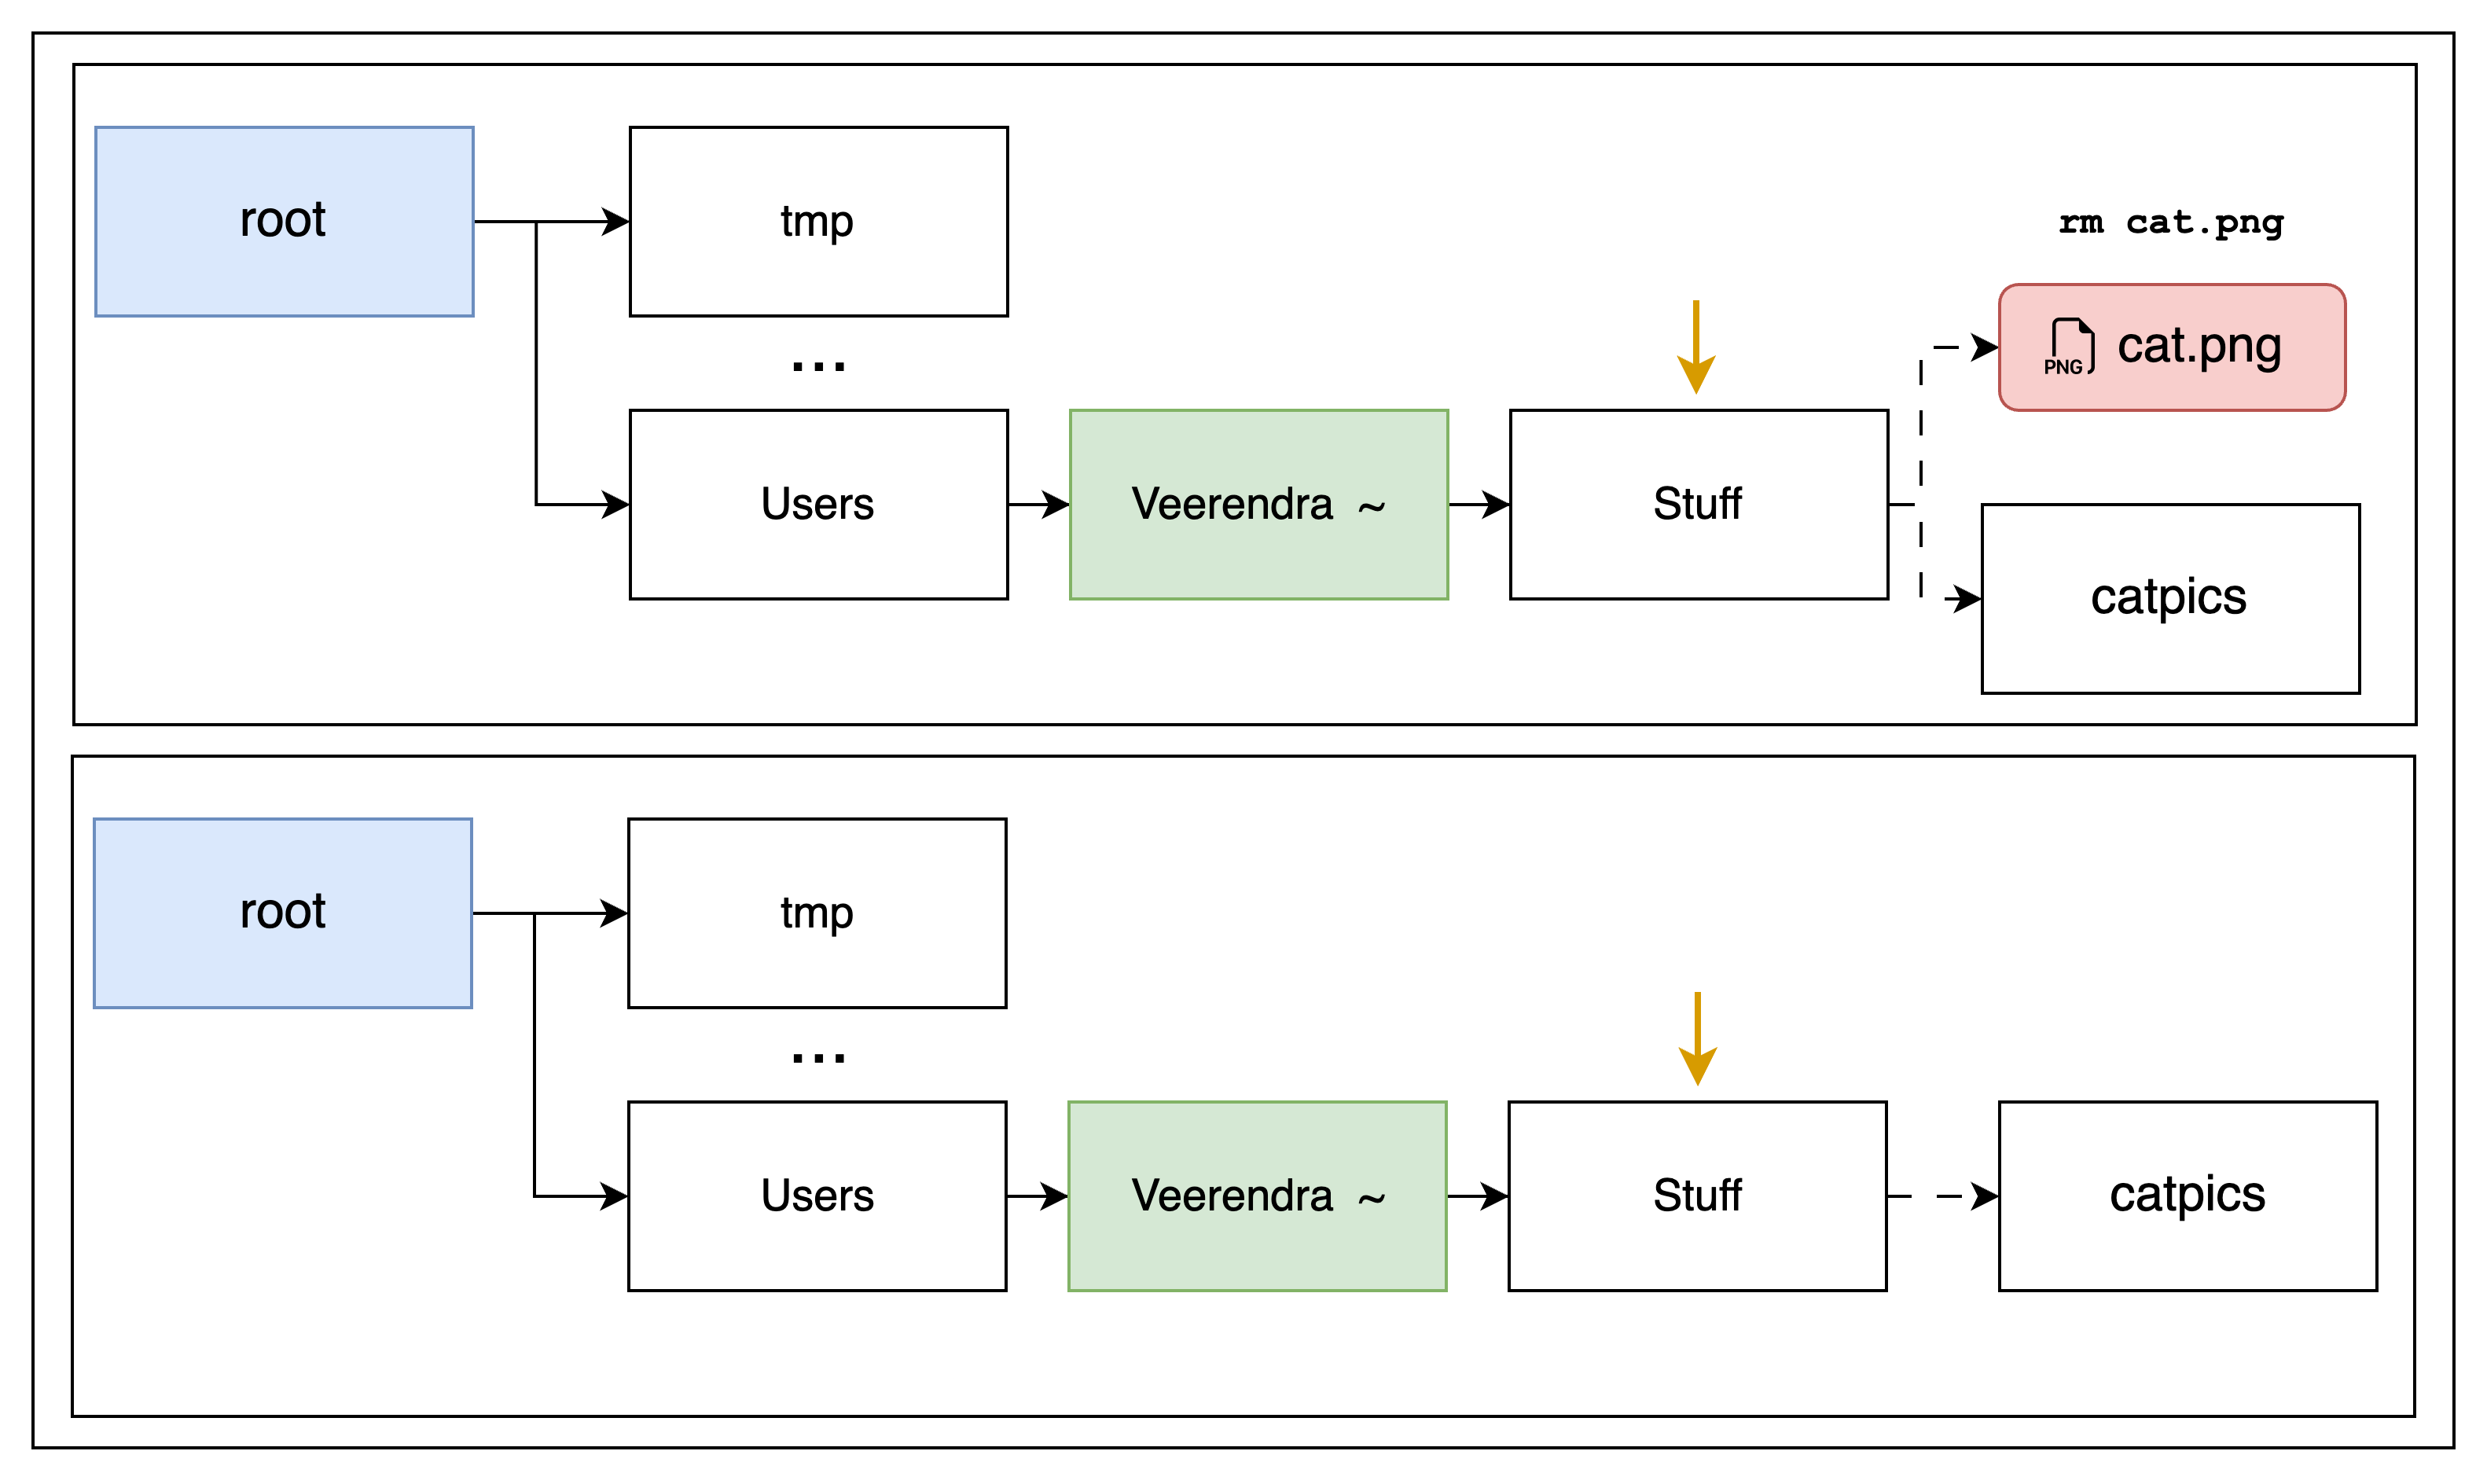 root
tmp
rm cat.png
...
PNG
cat.png
Users
Veerendra ~
Stuff
catpics
root
tmp
...
Users
Veerendra ~
Stuff
catpics